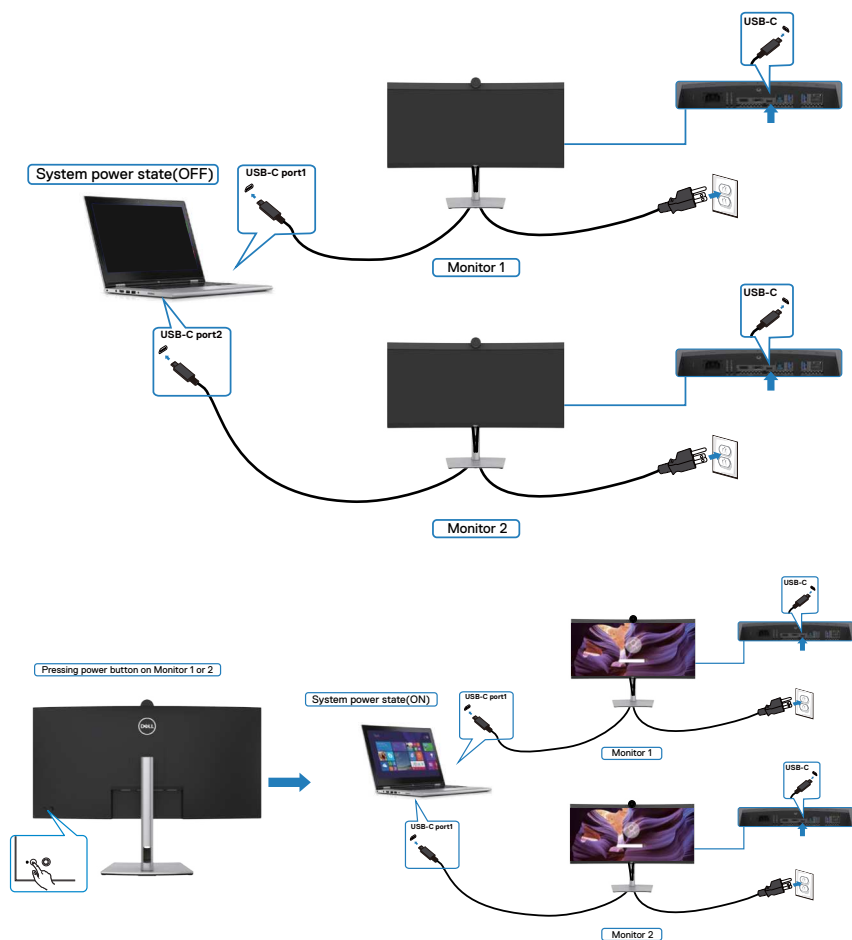 USB-C
System power state(OFF)
USB-C port1
Monitor 1
USB-C
USB-C port2
Monitor 2
USB-C
Pressing power button on Monitor 1 or 2
System power state(ON)
USB-C port1
DELL
Monitor 1
USB-C
USB-C port1
Monitor 2